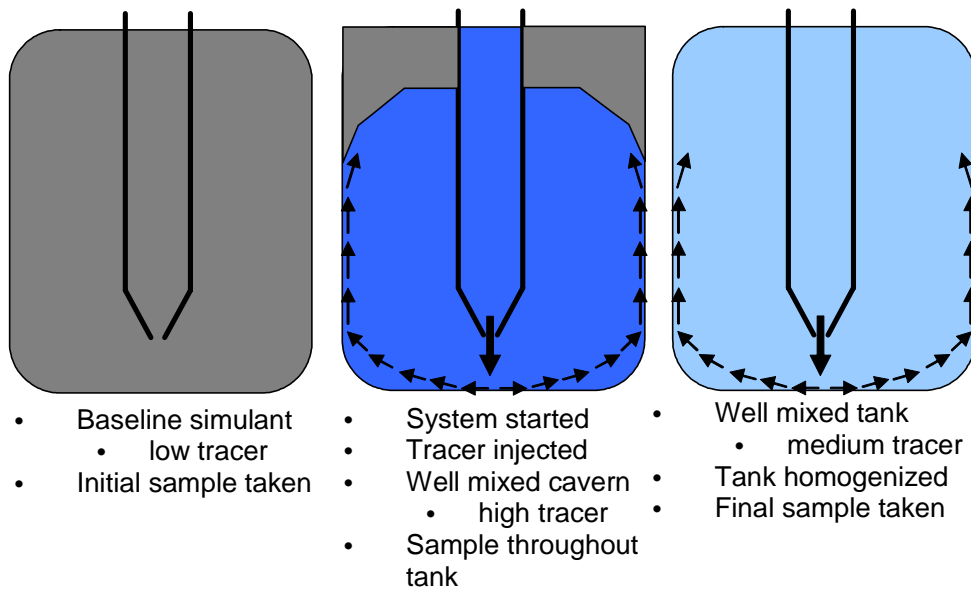 • Baseline simulant
• low tracer
• Initial sample taken
• System started
• Tracer injected
• Well mixed cavern
• high tracer
• Sample throughout
tank
• Well mixed tank
• medium tracer
• Tank homogenized
• Final sample taken